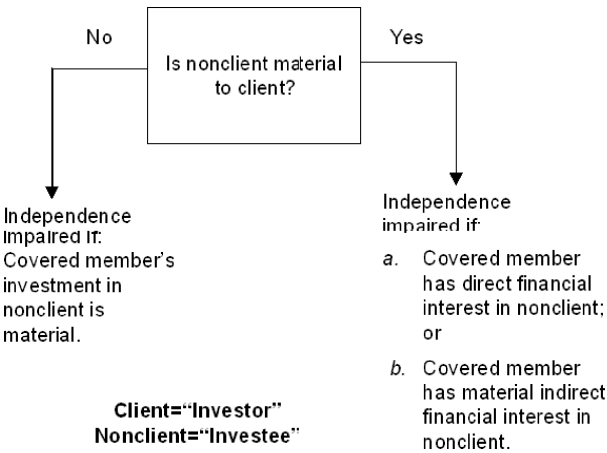 No
Yes
Is nonclient material
to client?
Independence
impaired if:
Covered member's
investment in
nonclient is
material.
Independence
impaired if:
a. Covered member
has direct financial
interest in nonclient;
or
b. Covered member
has material indirect
financial interest in
nonclient.
Client=“Investor”
Nonclient=“Investee”